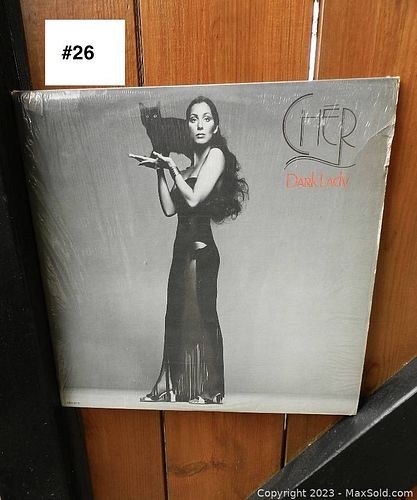 #26
CHER
DARK LADY
Copyright 2023 - MaxSold.com